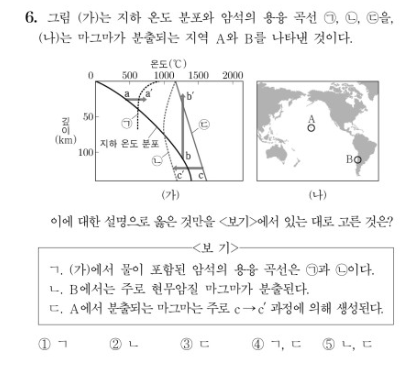 6. 그림 (가)는 지하 온도 분포와 암석의 용융 곡선 ㉠, ㉡, ㉢을,
(나)는 마그마가 분출되는 지역 A와 B를 나타낸 것이다.
온도(℃)
0 500 1000 1500 2000
a a′ b′
㉠ ㉢
50
깊이
(km)
지하 온도 분포
㉡ b
100
c′ c
A
B
(가) (나)
이에 대한 설명으로 옳은 것만을 <보기>에서 있는 대로 고른 것은?
<보 기>
ㄱ. (가)에서 물이 포함된 암석의 용융 곡선은 ㉠과 ㉡이다.
ㄴ. B에서는 주로 현무암질 마그마가 분출된다.
ㄷ. A에서 분출되는 마그마는 주로 c → c′ 과정에 의해 생성된다.
① ㄱ ② ㄴ ③ ㄷ ④ ㄱ, ㄷ ⑤ ㄴ, ㄷ